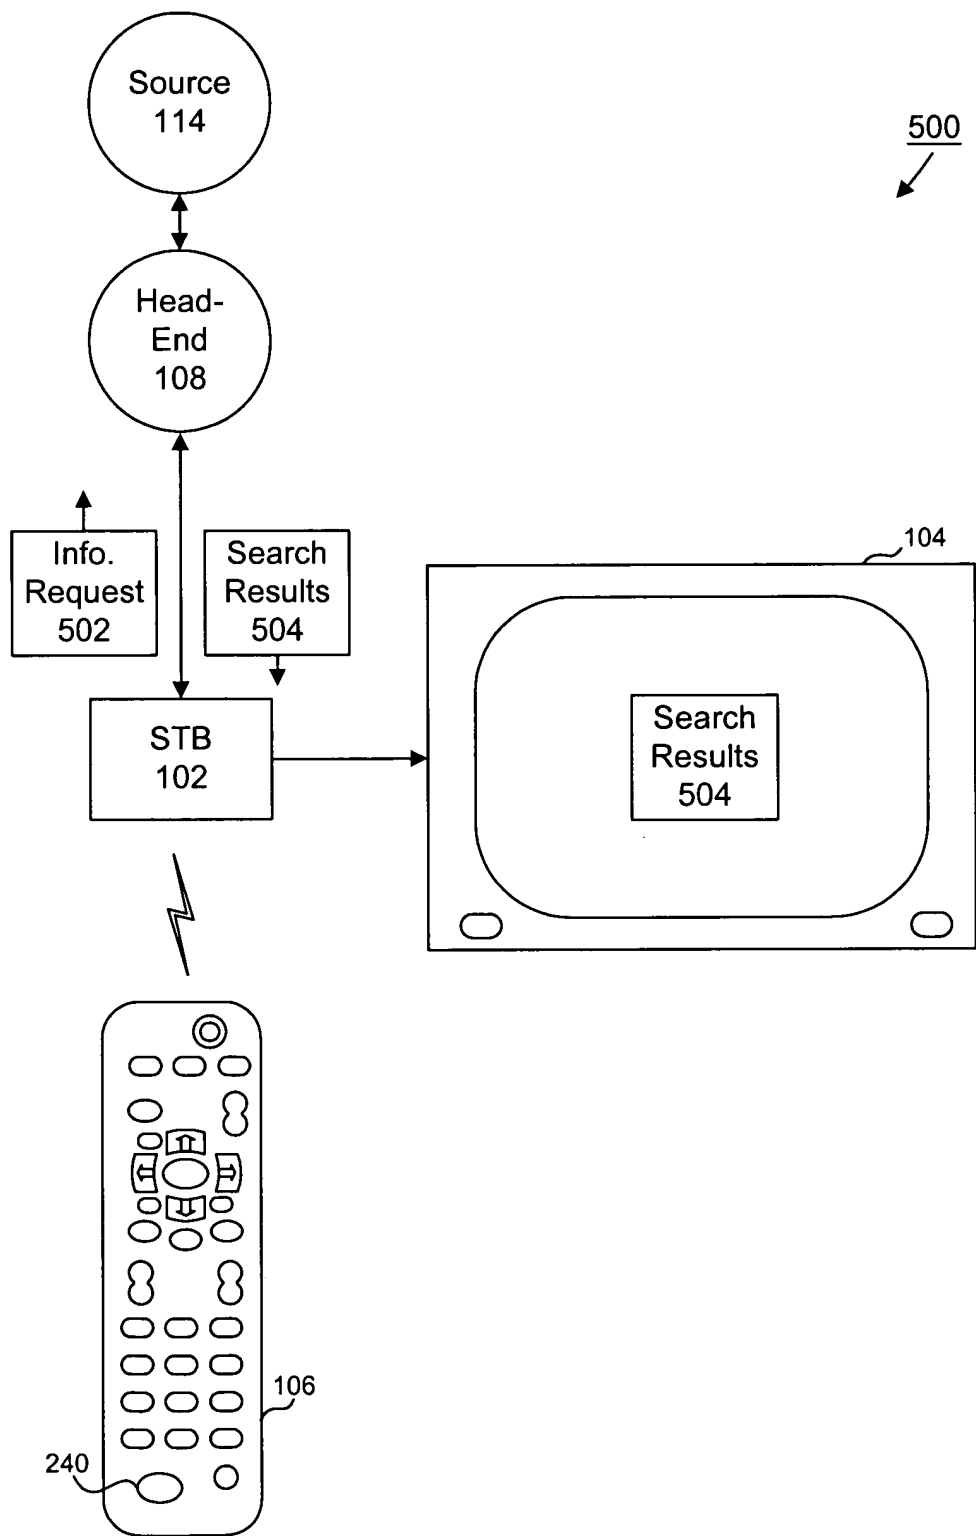 Source
114
500
Head-
End
108
Info.
Request
502
Search
Results
504
104
STB
102
Search
Results
504
106
240